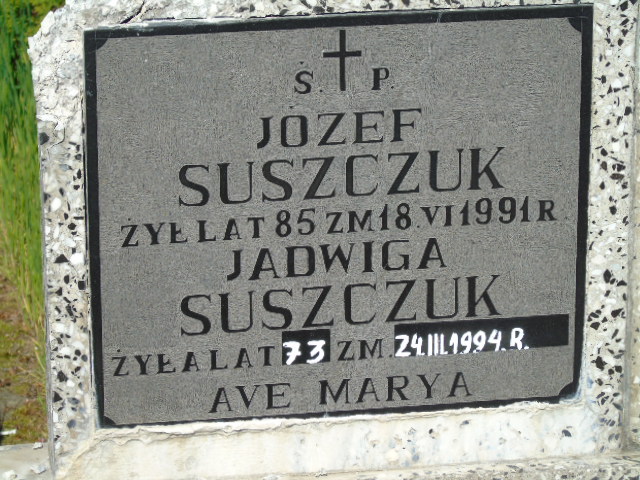 Ś. P.
JOZEF
SUSZCZUK
ŻYŁ LAT 85 ZM 18. VI 1991 R.
JADWIGA
SUSZCZUK
ŻYŁA LAT 73 ZM. 24.III.1994.R.
AVE MARYA